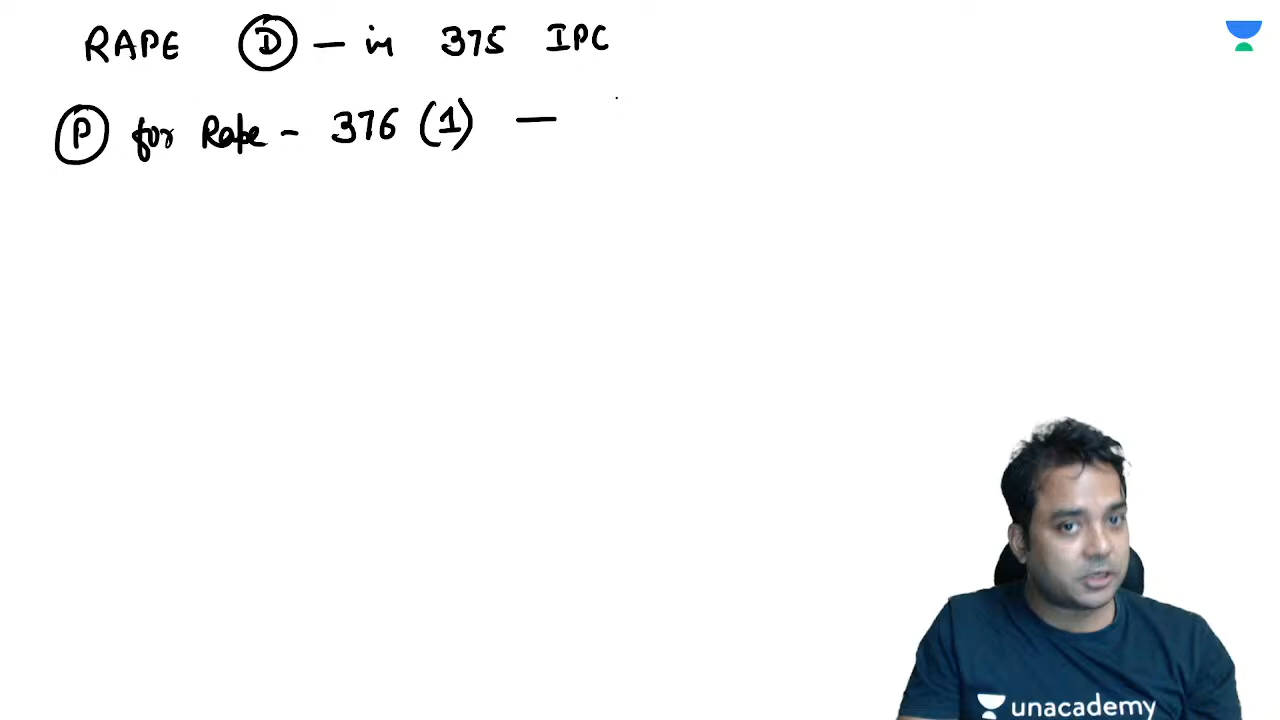 RAPE D — in 375 IPC
P for Rape - 376 (1) —
unacademy